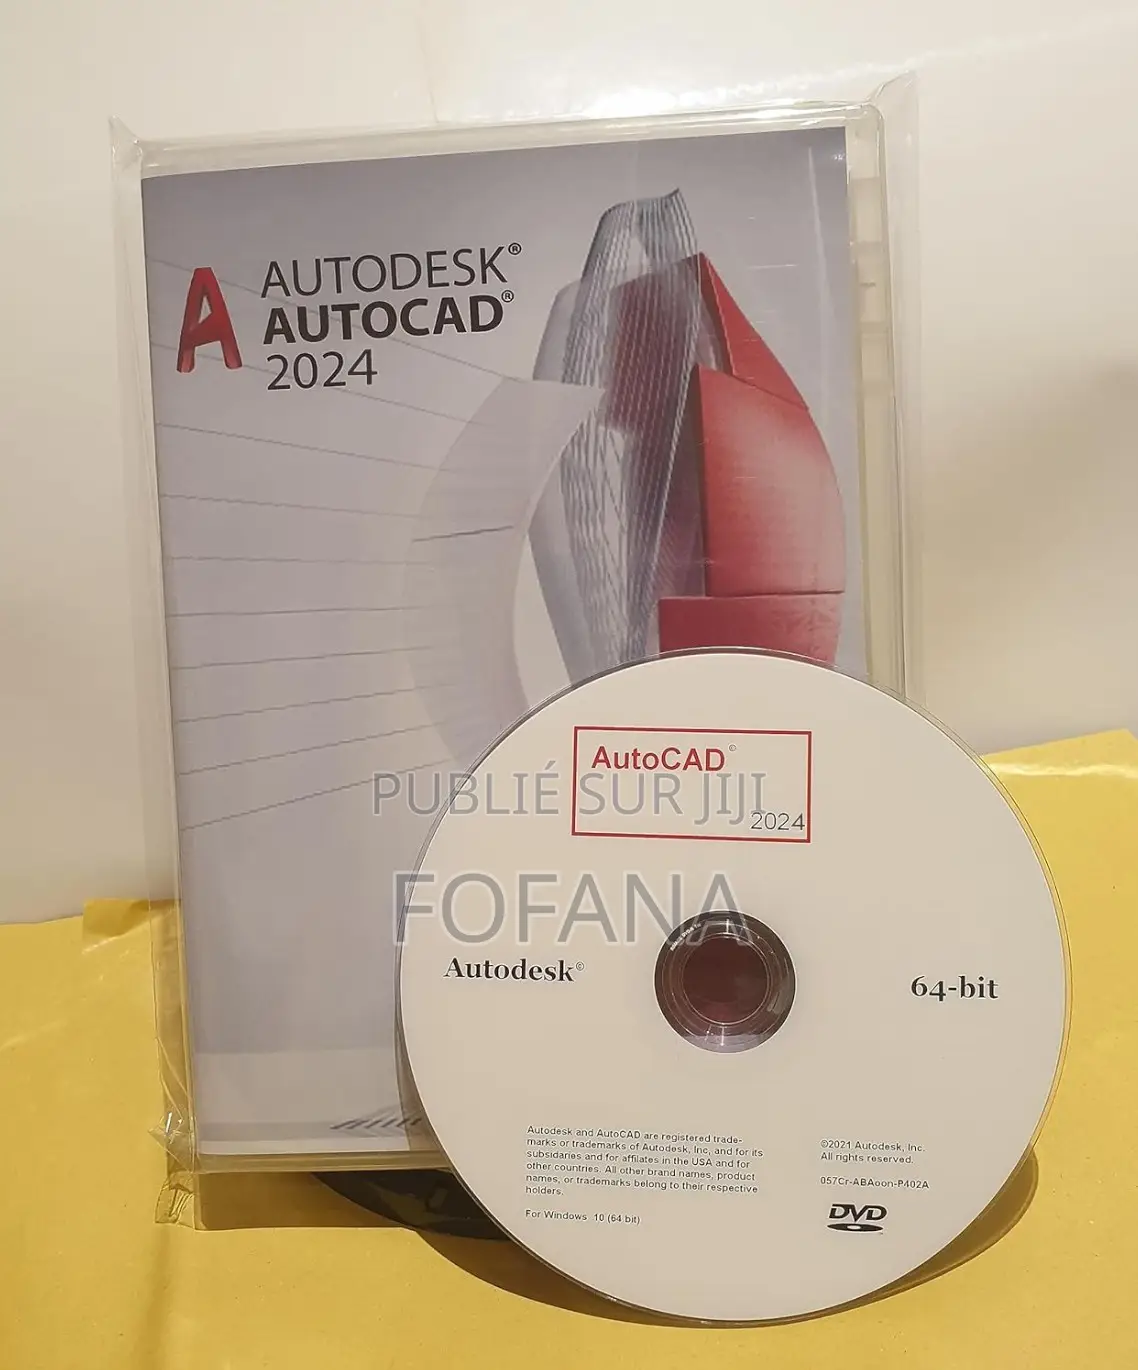 AUTODESK®
AUTOCAD®
2024
AutoCAD©
2024
PUBLIÉ SUR JIJI
FOFANA
Autodesk©
64-bit
Autodesk and AutoCAD are registered trade-
marks or trademarks of Autodesk, Inc, and for its
subsidaries and for affilates in the USA and for
other countries. All other brand names, product
names, or trademarks belong to their respective
holders.
For Windows 10 (64 bit)
©2021 Autodesk, Inc.
All rights reserved.
057Cr-ABAoon-P402A
DVD